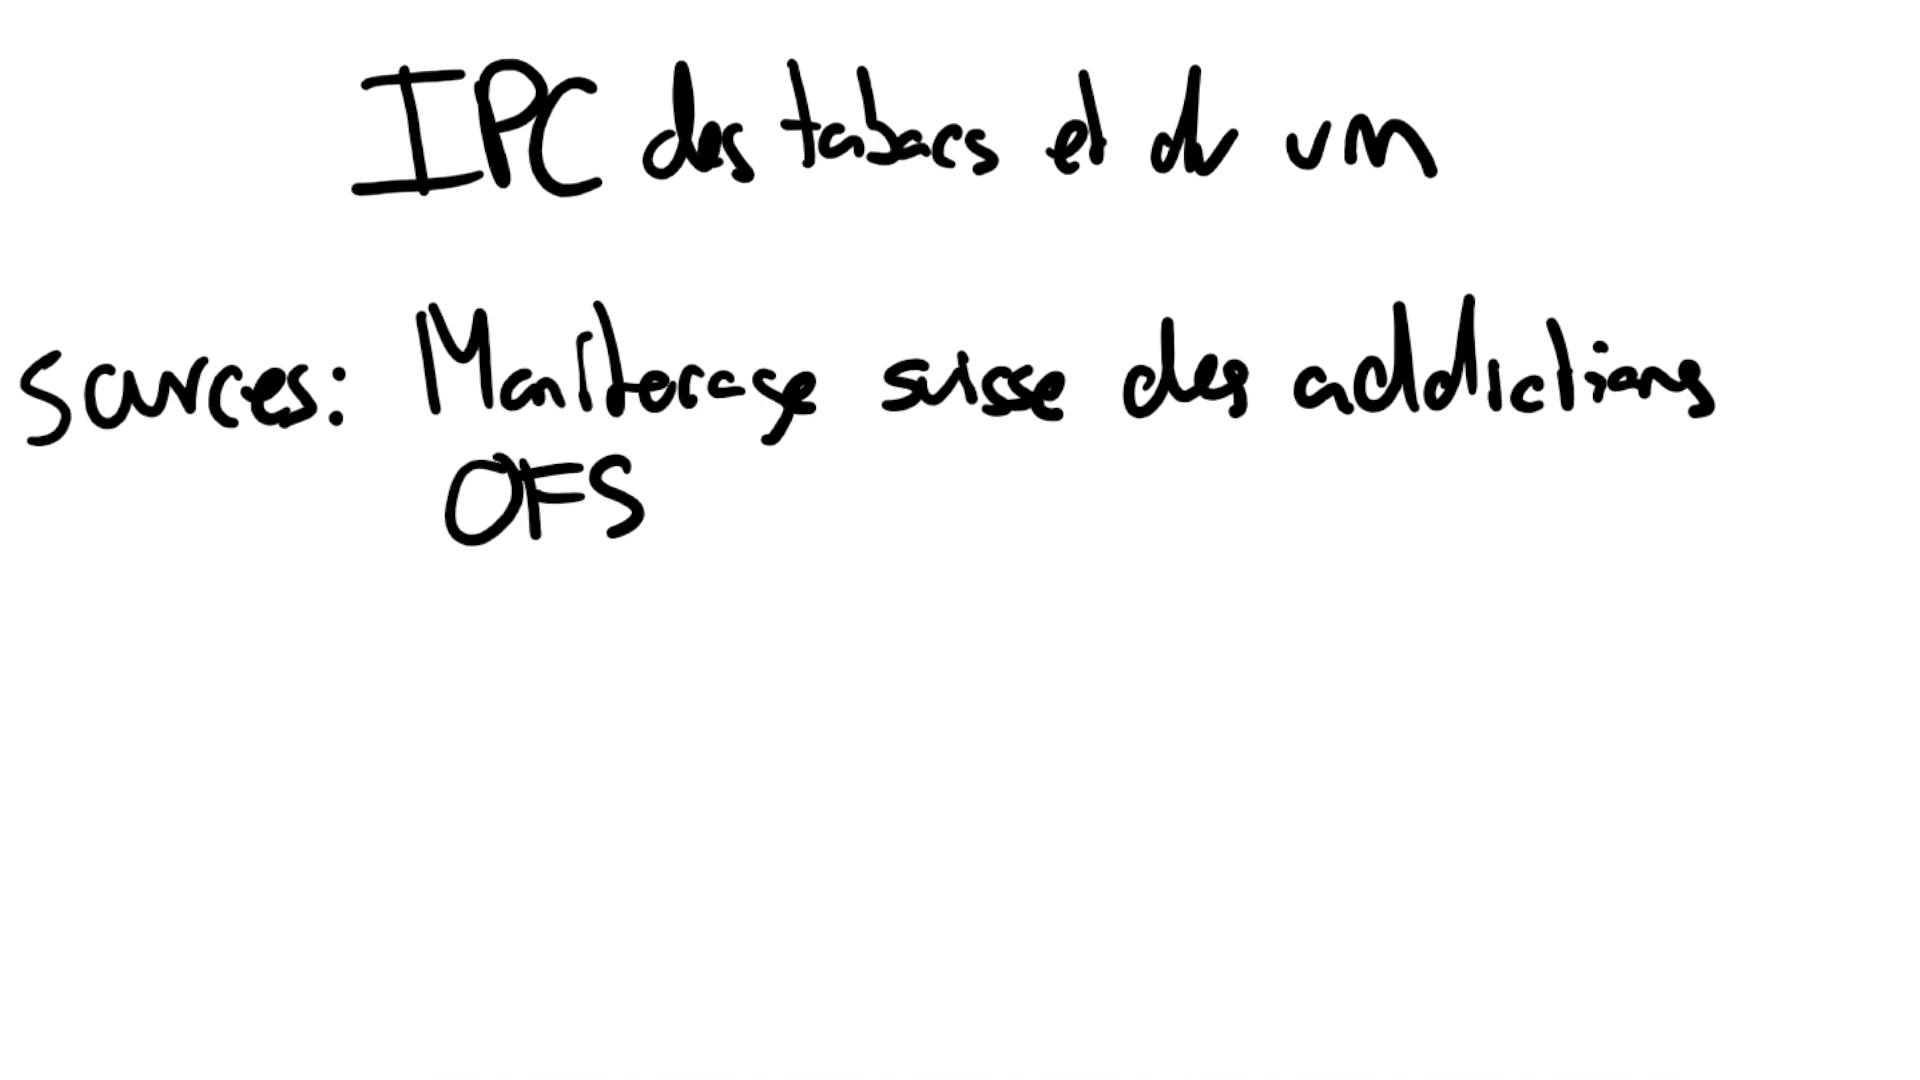 IPC des tabacs et du vin
sources: Monitorage suisse des addictions
OFS